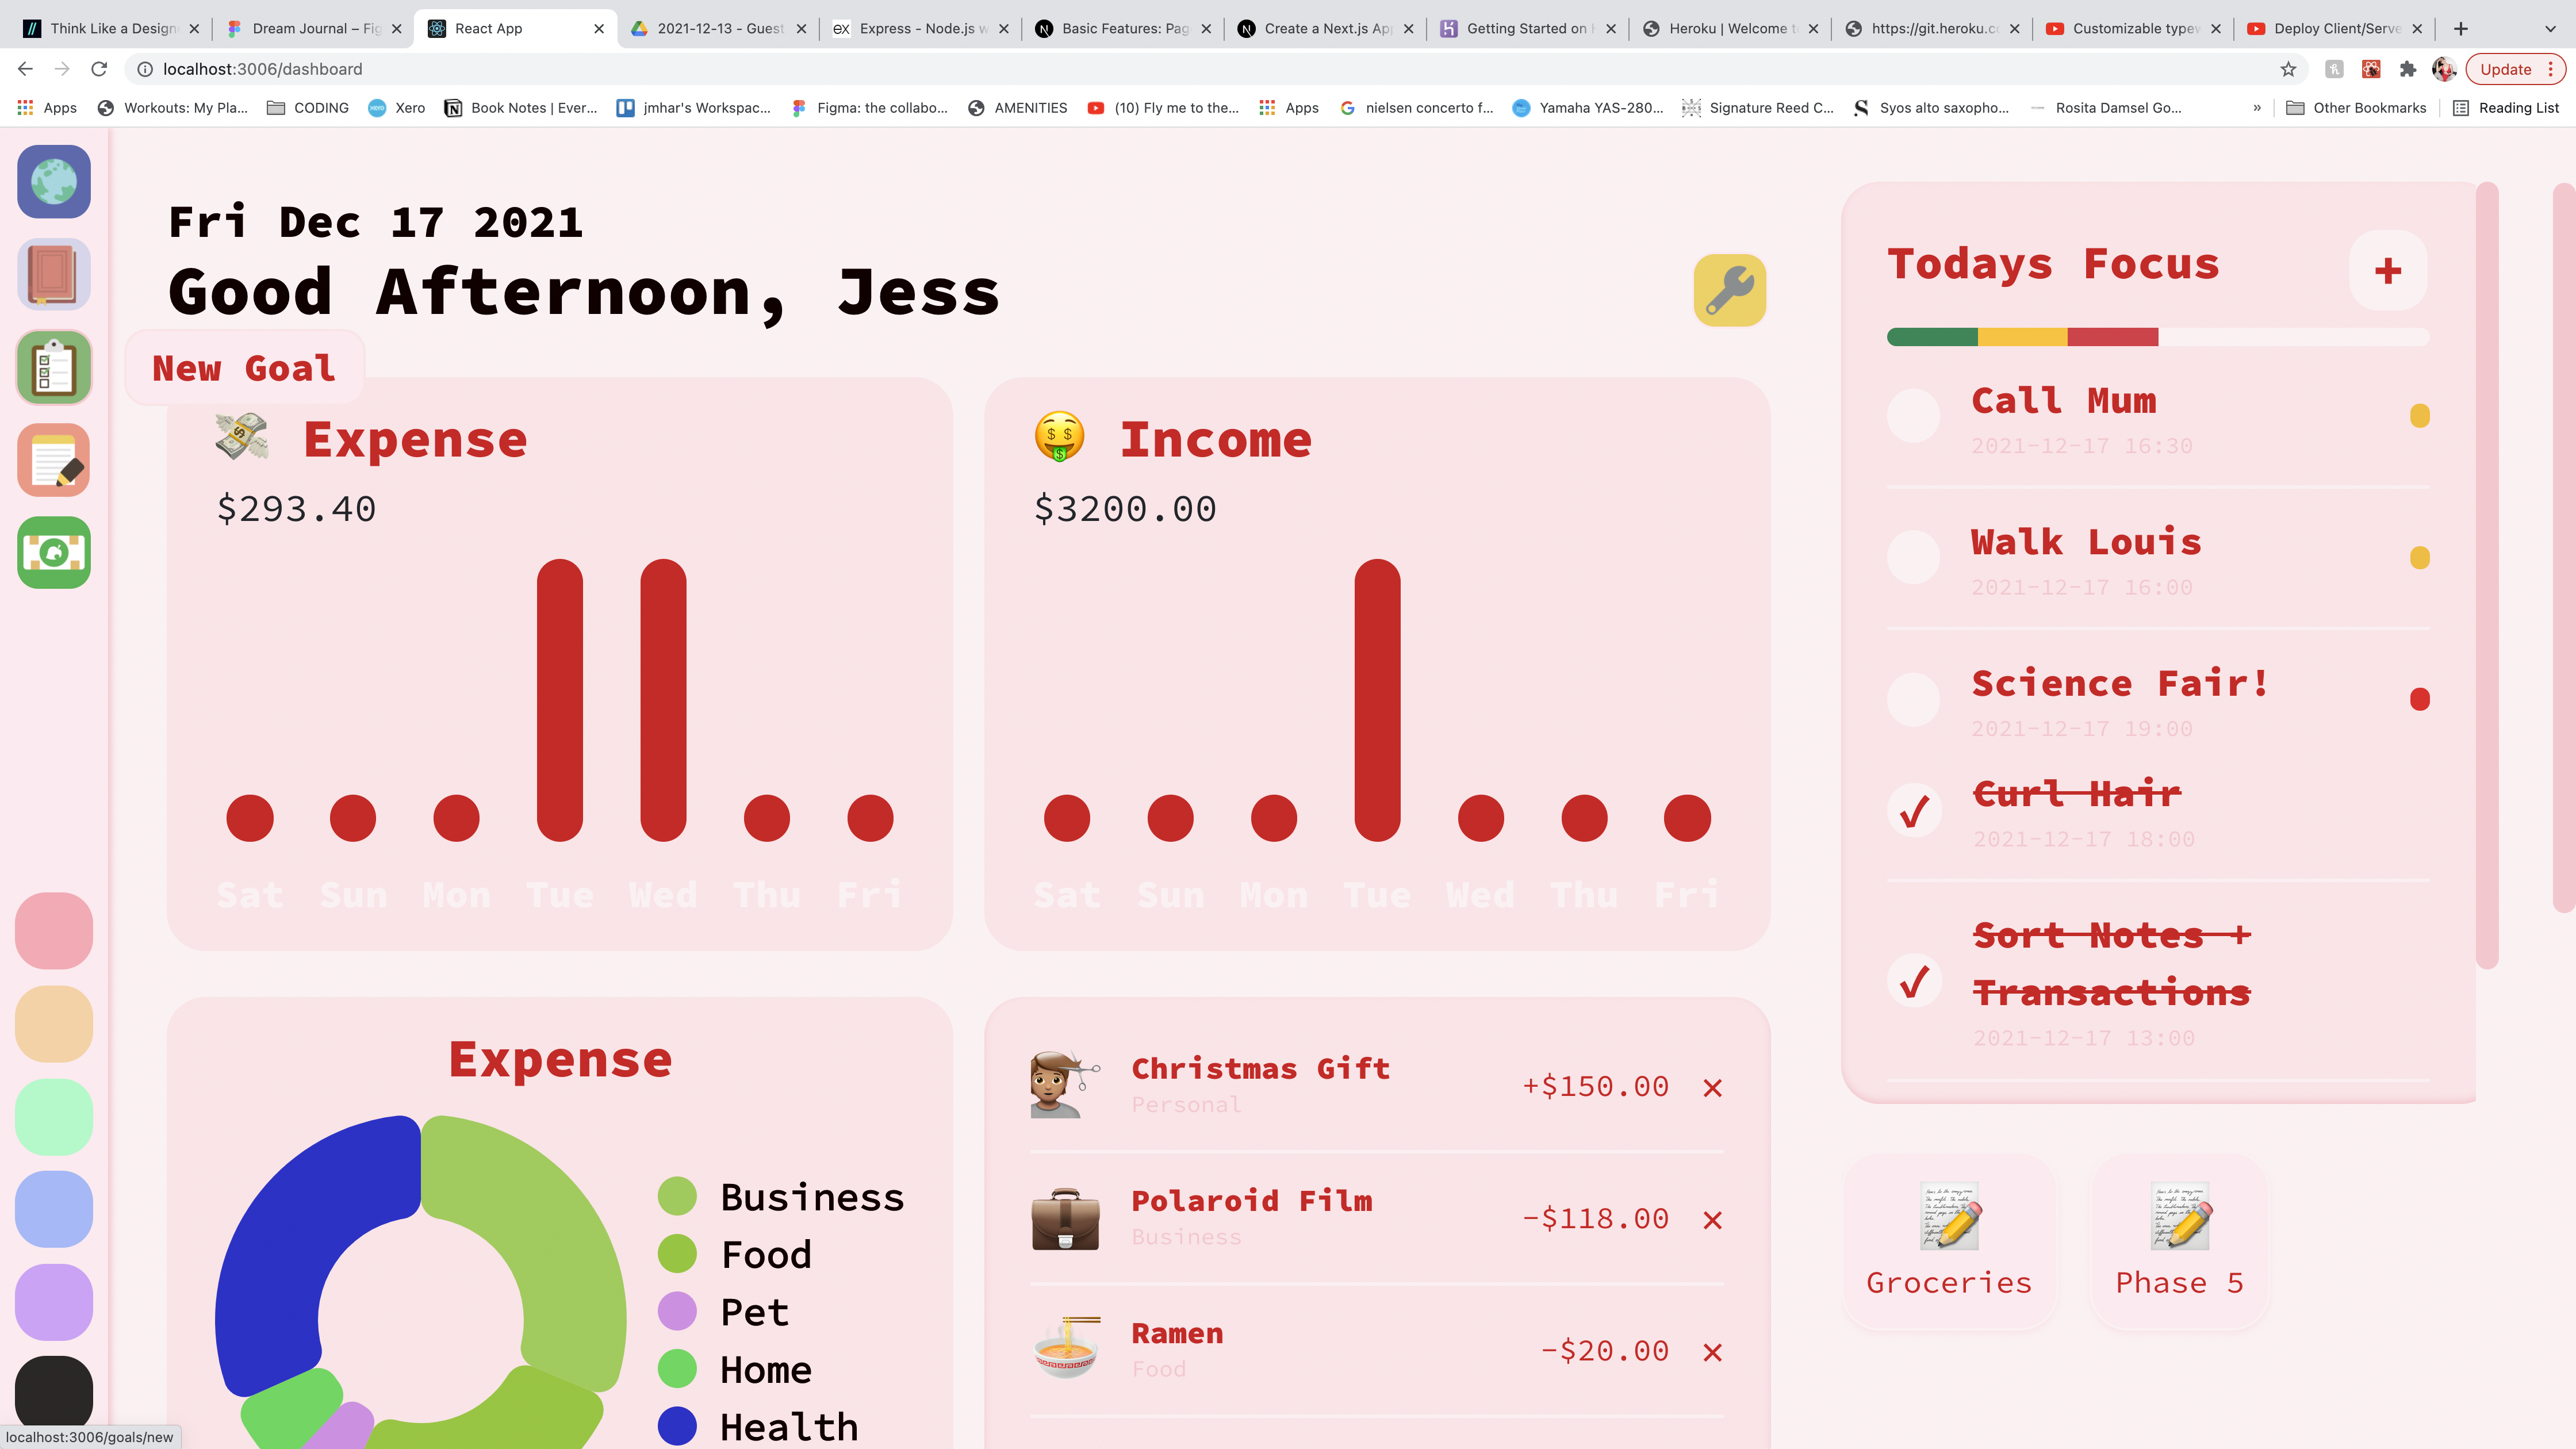 Think Like a Design
Dream Journal – Fig
React App
2021-12-13 - Guest
Express - Node.js w
Basic Features: Pag
Create a Next.js Ap
Getting Started on H
Heroku | Welcome t
https://git.heroku.c
Customizable typew
Deploy Client/Serve
localhost:3006/dashboard
Update
Apps
Workouts: My Pla...
CODING
Xero
Book Notes | Ever...
jmhar's Workspac...
Figma: the collabo...
AMENITIES
(10) Fly me to the...
Apps
nielsen concerto f...
Yamaha YAS-280...
Signature Reed C...
Syos alto saxopho...
Rosita Damsel Go...
»
Other Bookmarks
Reading List
Fri Dec 17 2021
Good Afternoon, Jess
New Goal
Expense
$293.40
Sat Sun Mon Tue Wed Thu Fri
Income
$3200.00
Sat Sun Mon Tue Wed Thu Fri
Expense
Business
Food
Pet
Home
Health
Christmas Gift
Personal
+$150.00 ×
Polaroid Film
Business
-$118.00 ×
Ramen
Food
-$20.00 ×
Todays Focus
+
Call Mum
2021-12-17 16:30
Walk Louis
2021-12-17 16:00
Science Fair!
2021-12-17 19:00
Curl Hair
2021-12-17 18:00
Sort Notes +
Transactions
2021-12-17 13:00
Groceries
Phase 5
localhost:3006/goals/new